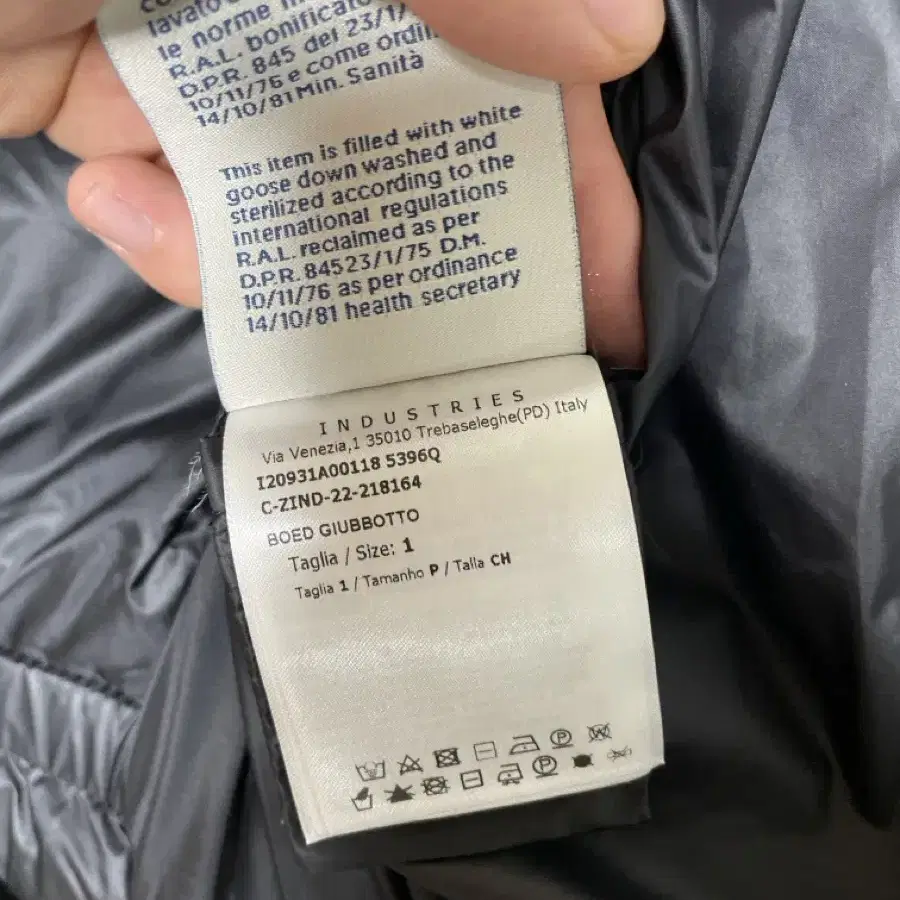 lavato
le norme
R.A.L. bonificato
D.P.R. 845 del 23/1/
10/11/76 e come ordi
14/10/81 Min. Sanità
This item is filled with white
goose down washed and
sterilized according to the
international regulations
R.A.L. reclaimed as per
D.P.R. 84523/1/75 D.M.
10/11/76 as per ordinance
14/10/81 health secretary
INDUSTRIES
Via Venezia,1 35010 Trebaseleghe(PD) Italy
I20931A00118 5396Q
C-ZIND-22-218164
BOED GIUBBOTTO
Taglia / Size: 1
Taglia 1 / Tamanho P / Talla CH